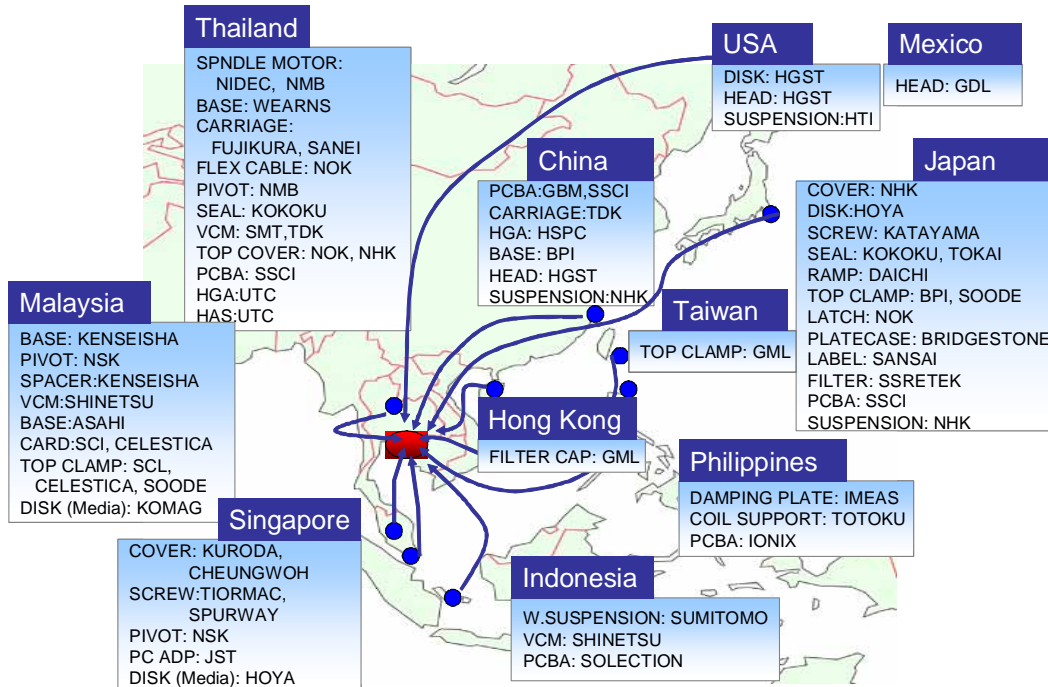 Thailand
SPNDLE MOTOR:
NIDEC, NMB
BASE: WEARNS
CARRIAGE:
FUJIKURA, SANEI
FLEX CABLE: NOK
PIVOT: NMB
SEAL: KOKOKU
VCM: SMT,TDK
TOP COVER: NOK, NHK
PCBA: SSCI
HGA:UTC
HAS:UTC
USA
DISK: HGST
HEAD: HGST
SUSPENSION:HTI
Mexico
HEAD: GDL
China
PCBA:GBM,SSCI
CARRIAGE:TDK
HGA: HSPC
BASE: BPI
HEAD: HGST
SUSPENSION:NHK
Japan
COVER: NHK
DISK:HOYA
SCREW: KATAYAMA
SEAL: KOKOKU, TOKAI
RAMP: DAICHI
TOP CLAMP: BPI, SOODE
LATCH: NOK
PLATECASE: BRIDGESTONE
LABEL: SANSAI
FILTER: SSRETEK
PCBA: SSCI
SUSPENSION: NHK
Malaysia
BASE: KENSEISHA
PIVOT: NSK
SPACER:KENSEISHA
VCM:SHINETSU
BASE:ASAHI
CARD:SCI, CELESTICA
TOP CLAMP: SCL,
CELESTICA, SOODE
DISK (Media): KOMAG
Taiwan
TOP CLAMP: GML
Hong Kong
FILTER CAP: GML
Philippines
DAMPING PLATE: IMEAS
COIL SUPPORT: TOTOKU
PCBA: IONIX
Singapore
COVER: KURODA,
CHEUNGWOH
SCREW:TIORMAC,
SPURWAY
PIVOT: NSK
PC ADP: JST
DISK (Media): HOYA
Indonesia
W.SUSPENSION: SUMITOMO
VCM: SHINETSU
PCBA: SOLECTION